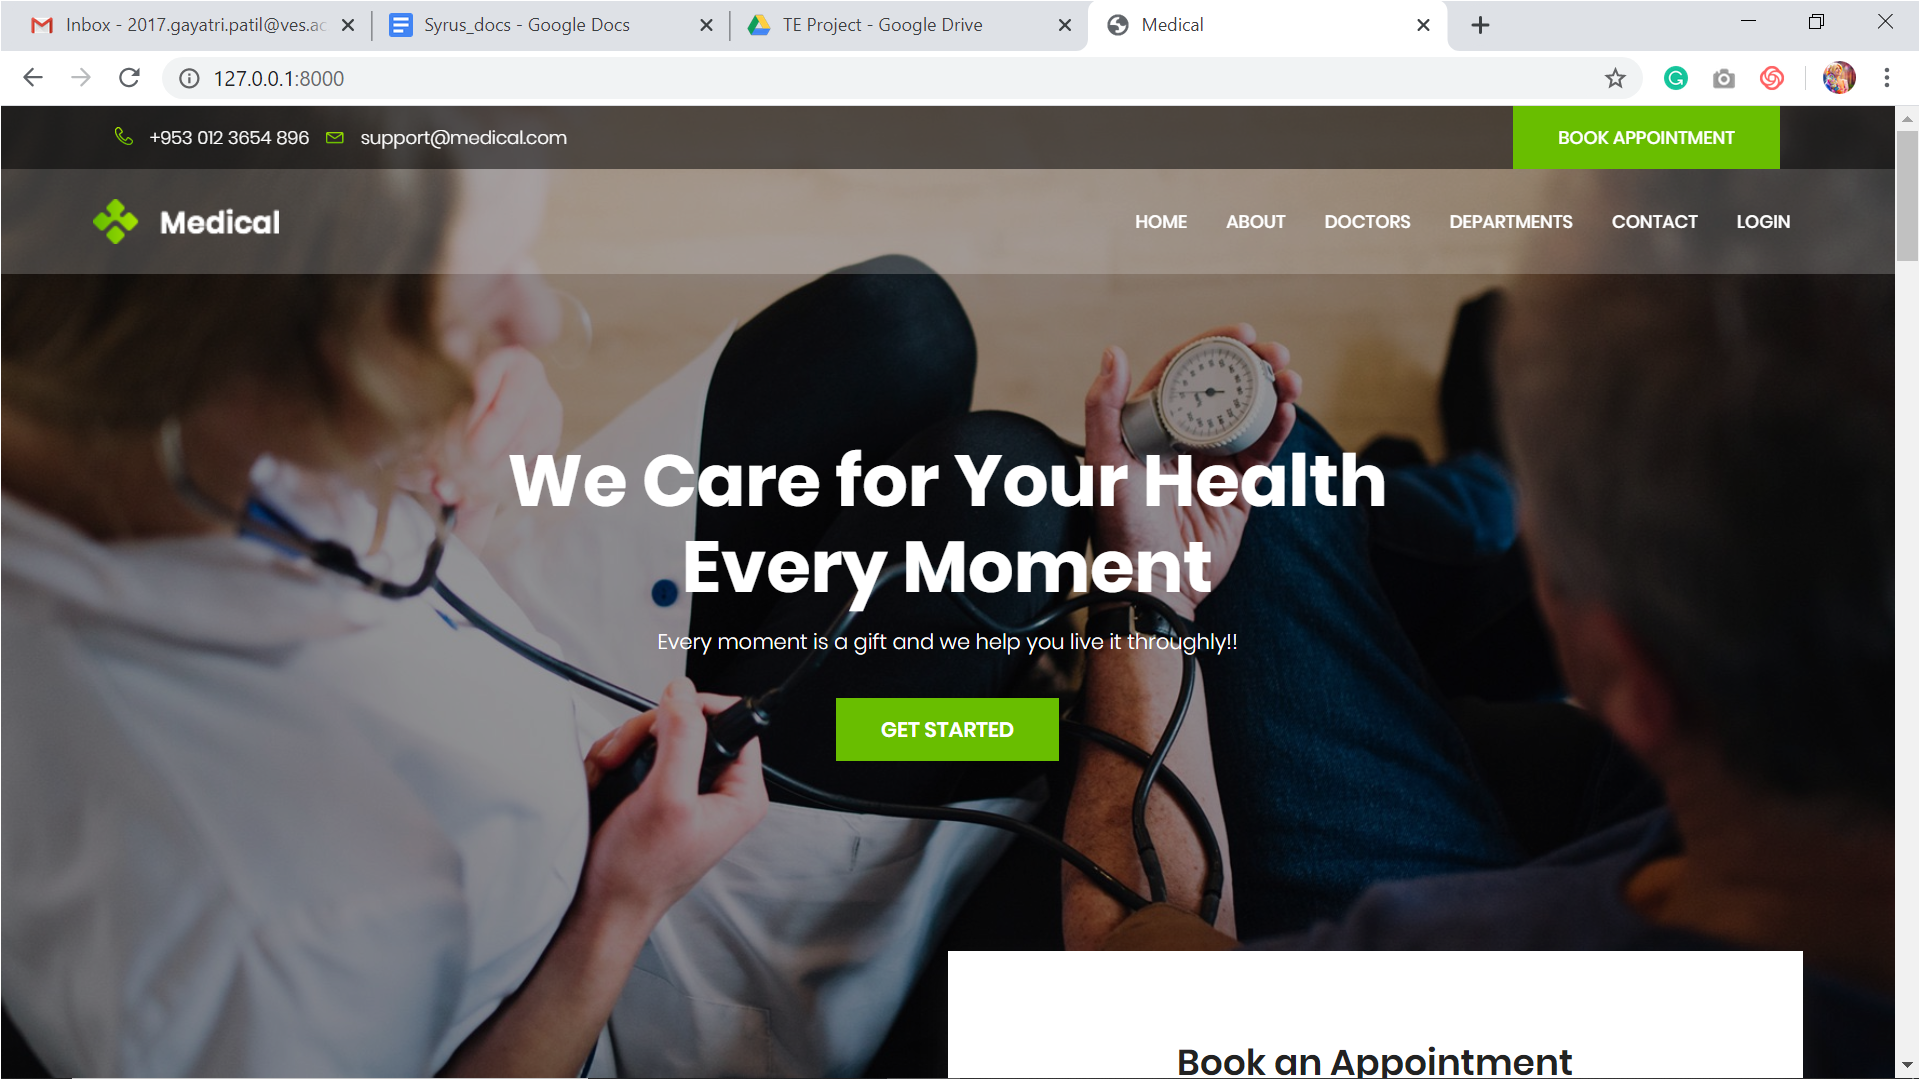 Inbox - 2017.gayatri.patil@ves.ac
Syrus_docs - Google Docs
TE Project - Google Drive
Medical
127.0.0.1:8000
+953 012 3654 896
support@medical.com
BOOK APPOINTMENT
Medical
HOME ABOUT DOCTORS DEPARTMENTS CONTACT LOGIN
We Care for Your Health
Every Moment
Every moment is a gift and we help you live it throughly!!
GET STARTED
Book an Appointment